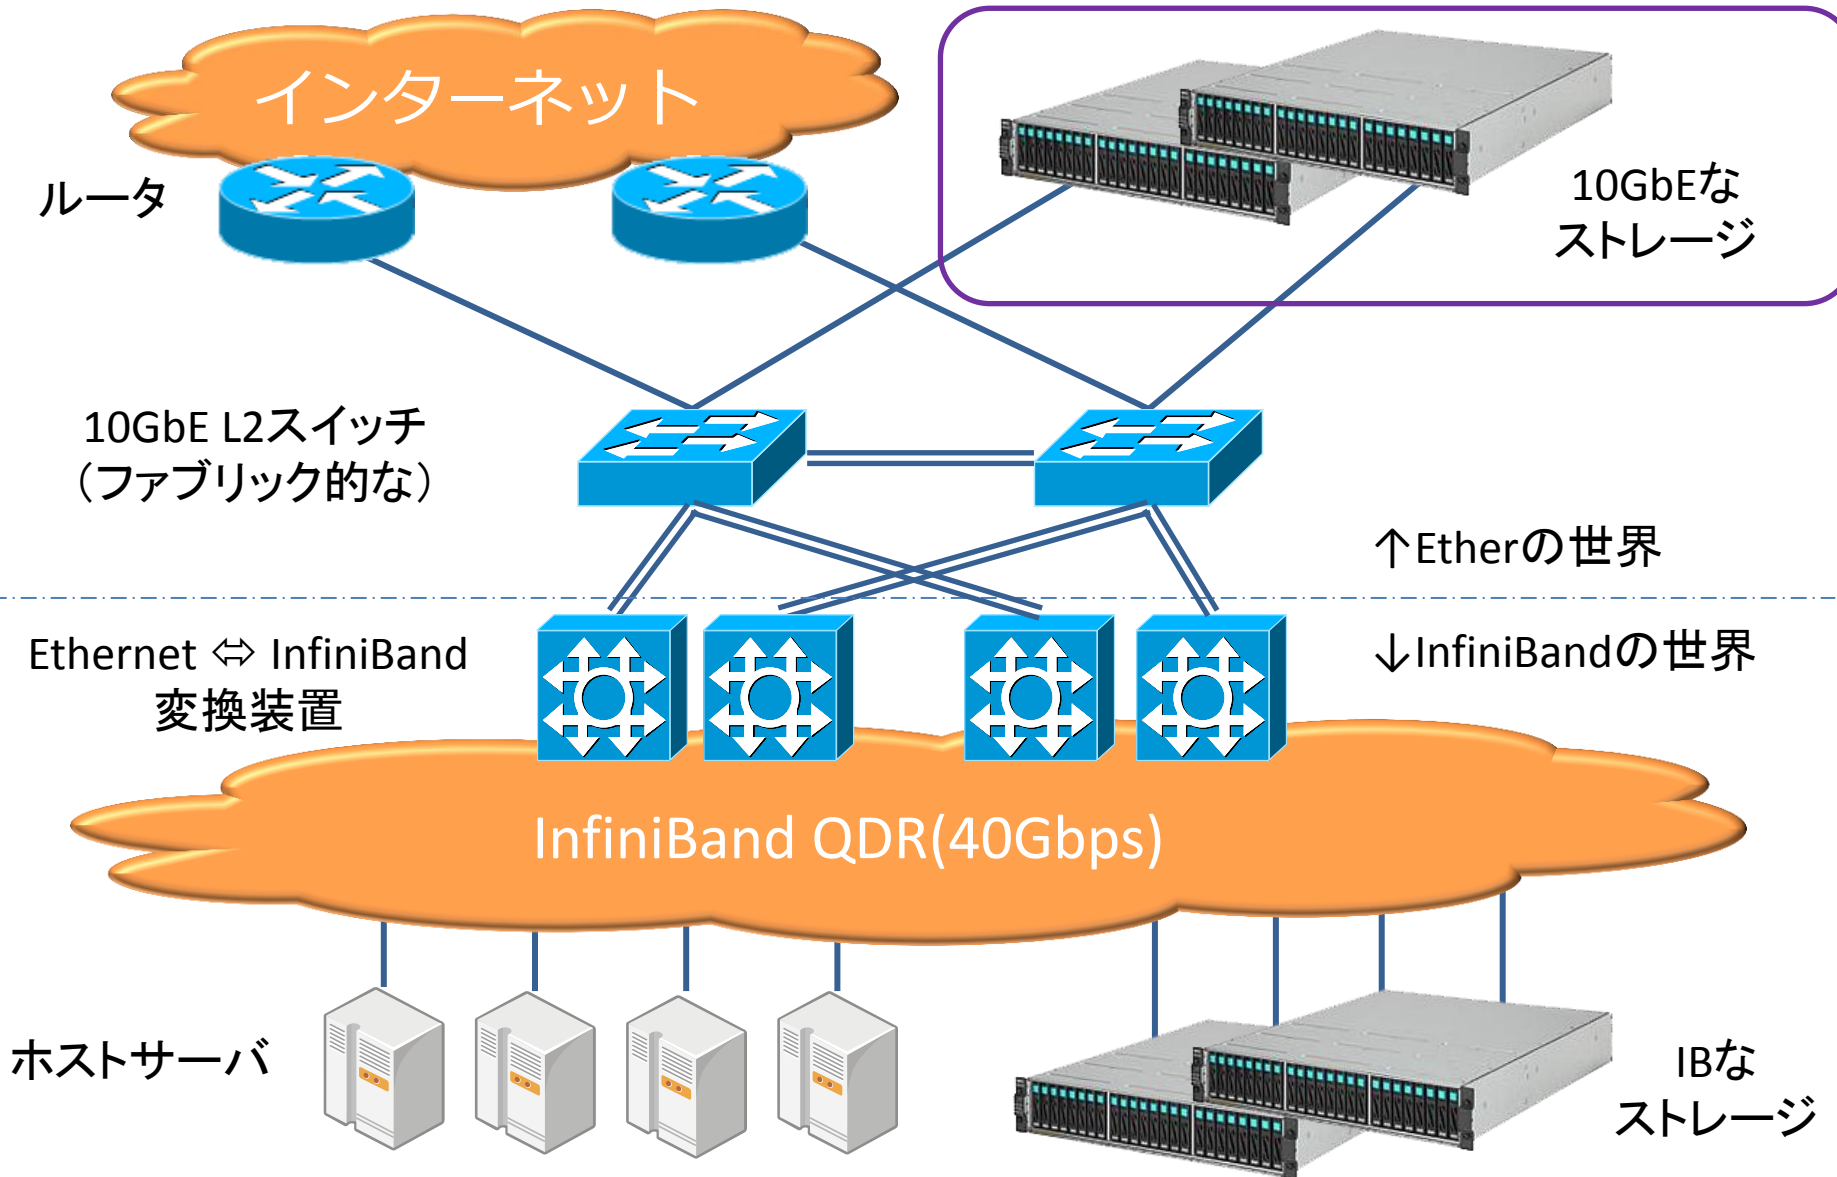 インターネット
ルータ
10GbEな
ストレージ
10GbE L2スイッチ
（ファブリック的な）
↑Etherの世界
Ethernet ⇔ InfiniBand
変換装置
↓InfiniBandの世界
InfiniBand QDR(40Gbps)
ホストサーバ
IBな
ストレージ